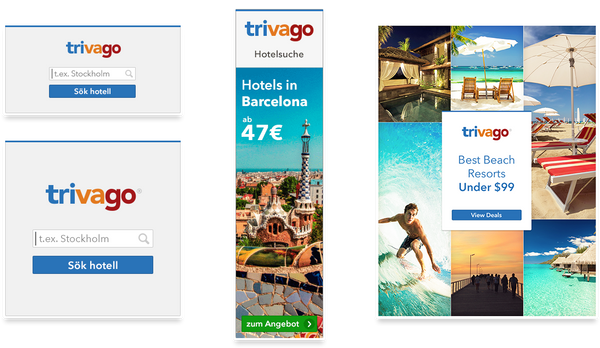 trivago
t.ex. Stockholm
Sök hotell
trivago®
t.ex. Stockholm
Sök hotell
trivago
Hotelsuche
Hotels in
Barcelona
ab
47€
zum Angebot
trivago
Best Beach
Resorts
Under $99
View Deals